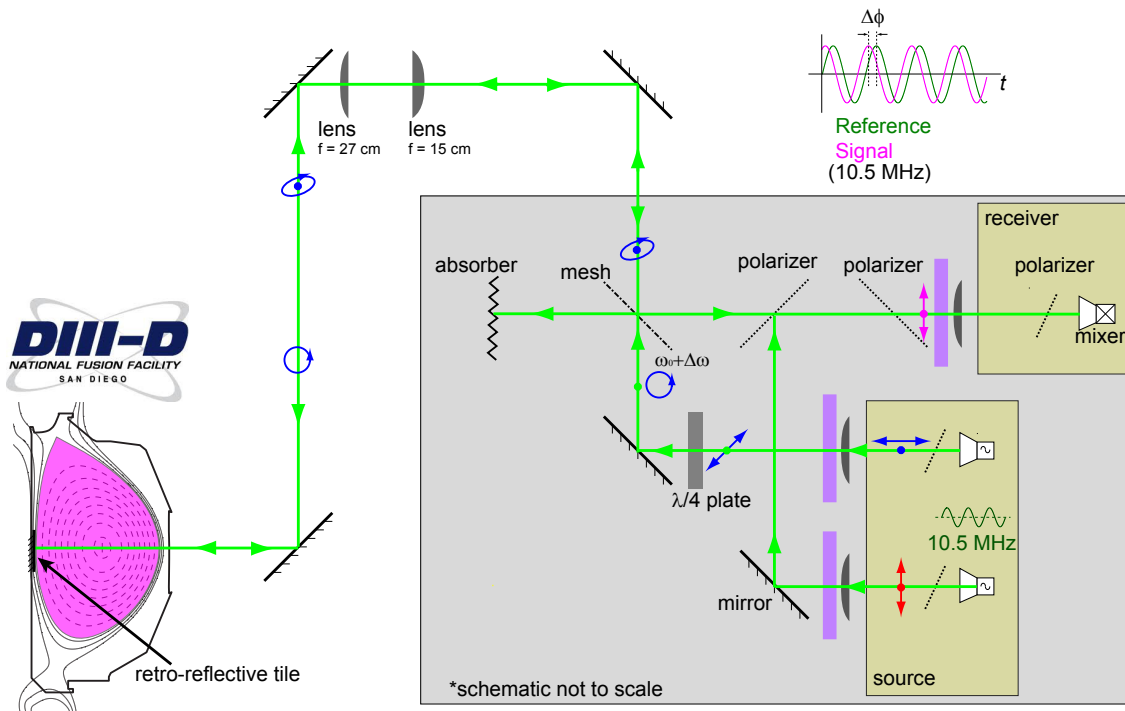 Δϕ
t
Reference
Signal
(10.5 MHz)
lens
f = 27 cm
lens
f = 15 cm
receiver
absorber
mesh
polarizer
polarizer
polarizer
mixer
ω₀+Δω
DIII-D
NATIONAL FUSION FACILITY
SAN DIEGO
λ/4 plate
10.5 MHz
mirror
retro-reflective tile
*schematic not to scale
source